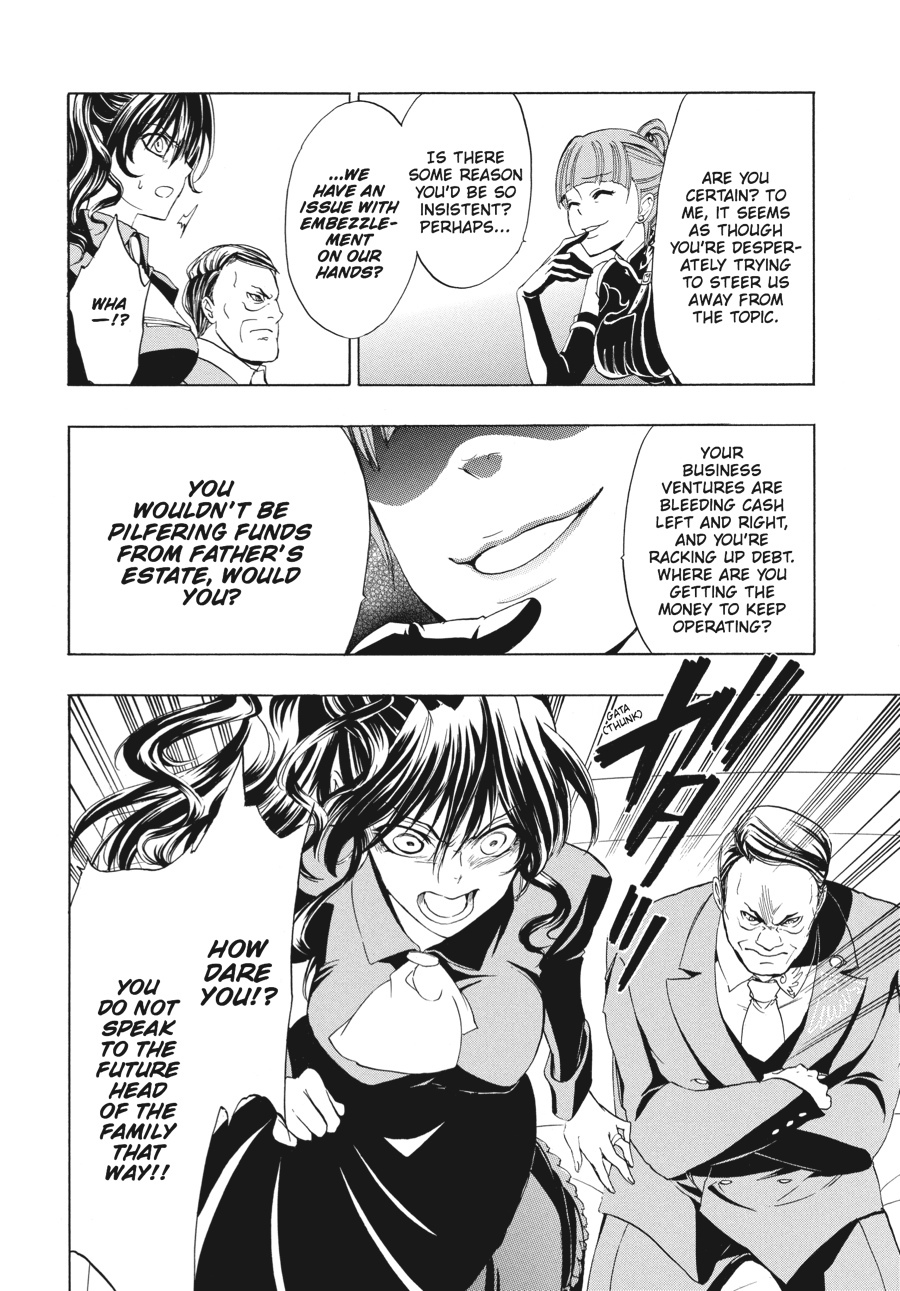 ARE YOU
CERTAIN? TO
ME, IT SEEMS
AS THOUGH
YOU'RE DESPER-
ATELY TRYING
TO STEER US
AWAY FROM
THE TOPIC.
IS THERE
SOME REASON
YOU'D BE SO
INSISTENT?
PERHAPS...
...WE
HAVE AN
ISSUE WITH
EMBEZZLE-
MENT
ON OUR
HANDS?
WHA
—!?
YOUR
BUSINESS
VENTURES ARE
BLEEDING CASH
LEFT AND RIGHT,
AND YOU'RE
RACKING UP DEBT.
WHERE ARE YOU
GETTING THE
MONEY TO KEEP
OPERATING?
YOU
WOULDN'T BE
PILFERING FUNDS
FROM FATHER'S
ESTATE, WOULD
YOU?
ガタ
GATA
(THUNK)
HOW
DARE
YOU!?
YOU
DO NOT
SPEAK
TO THE
FUTURE
HEAD
OF THE
FAMILY
THAT
WAY!!